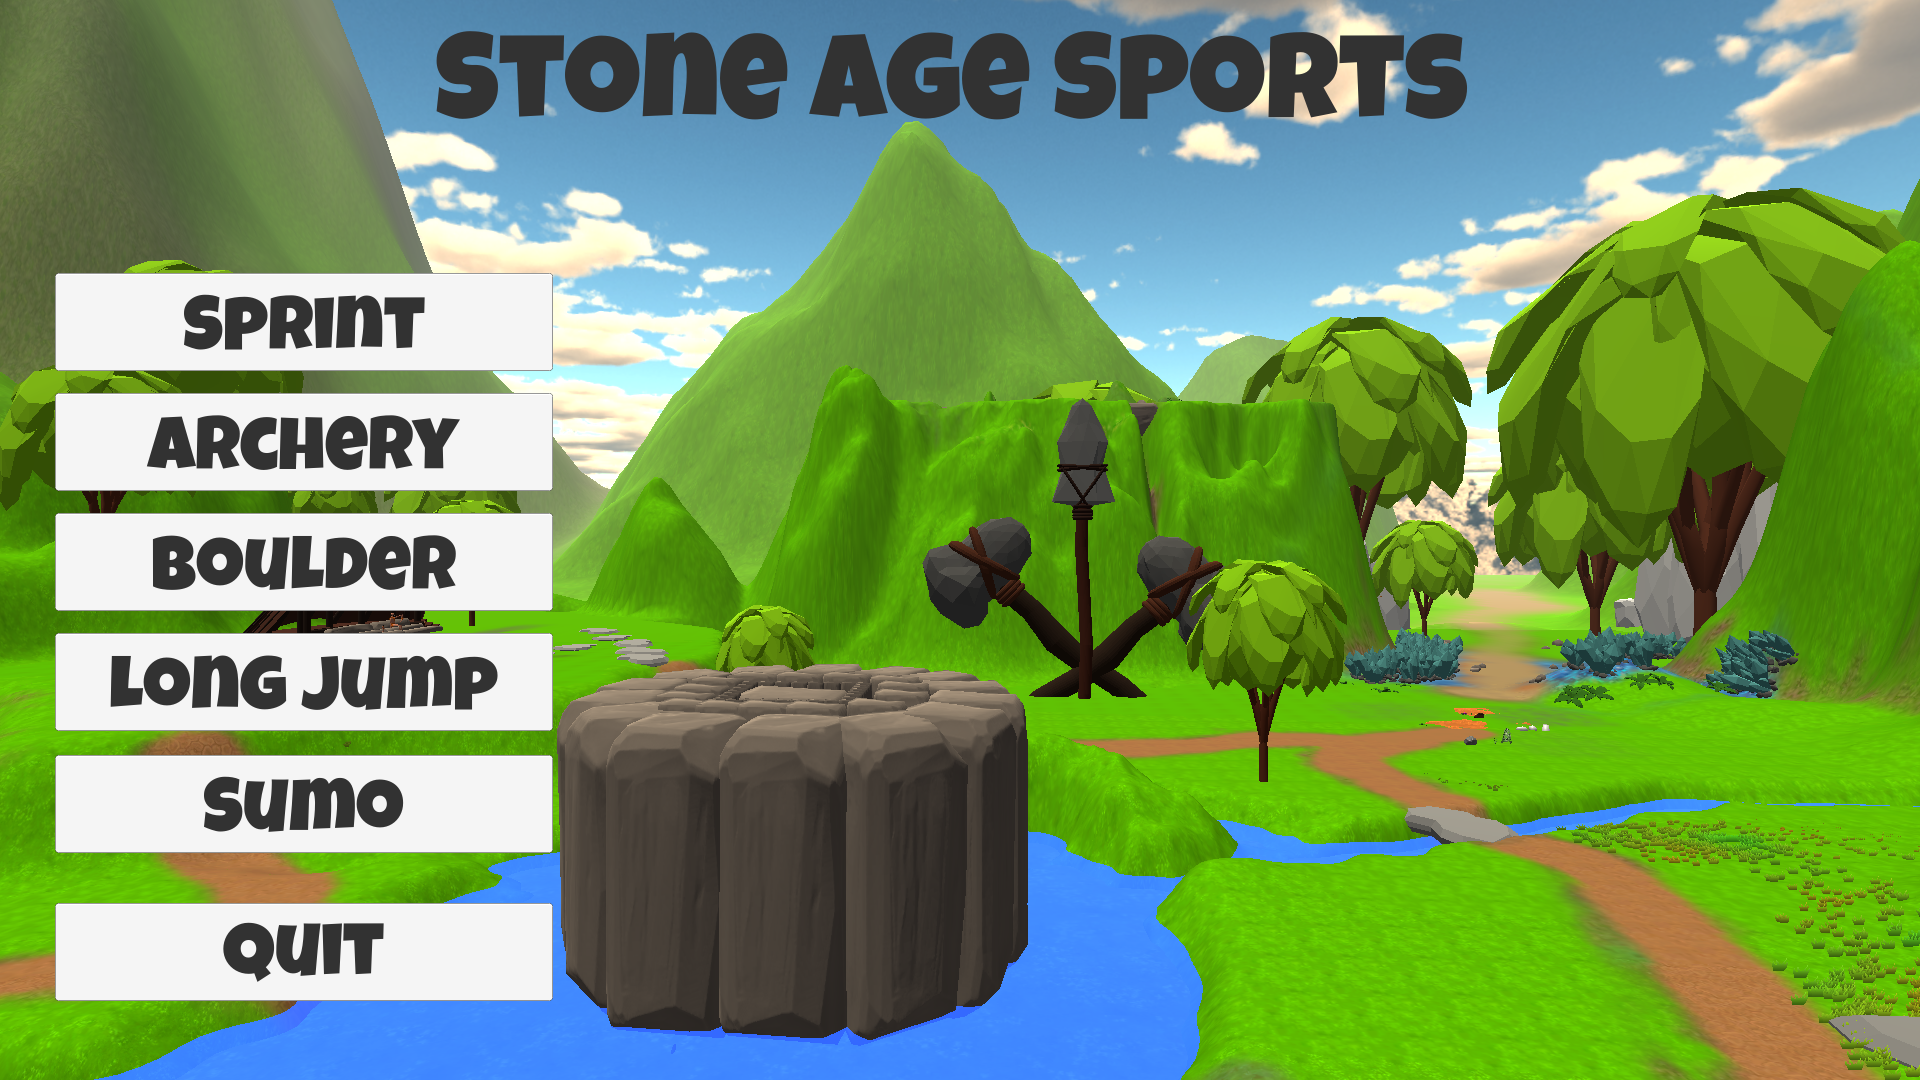 Stone Age Sports
Sprint
Archery
Boulder
Long Jump
Sumo
Quit